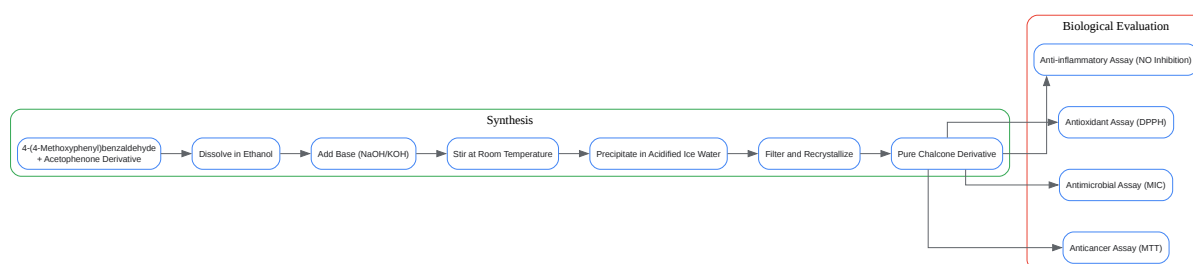 Biological Evaluation
Anti-inflammatory Assay (NO Inhibition)
Synthesis
Antioxidant Assay (DPPH)
4-(4-Methoxyphenyl)benzaldehyde
+ Acetophenone Derivative
Dissolve in Ethanol
Add Base (NaOH/KOH)
Stir at Room Temperature
Precipitate in Acidified Ice Water
Filter and Recrystallize
Pure Chalcone Derivative
Antimicrobial Assay (MIC)
Anticancer Assay (MTT)